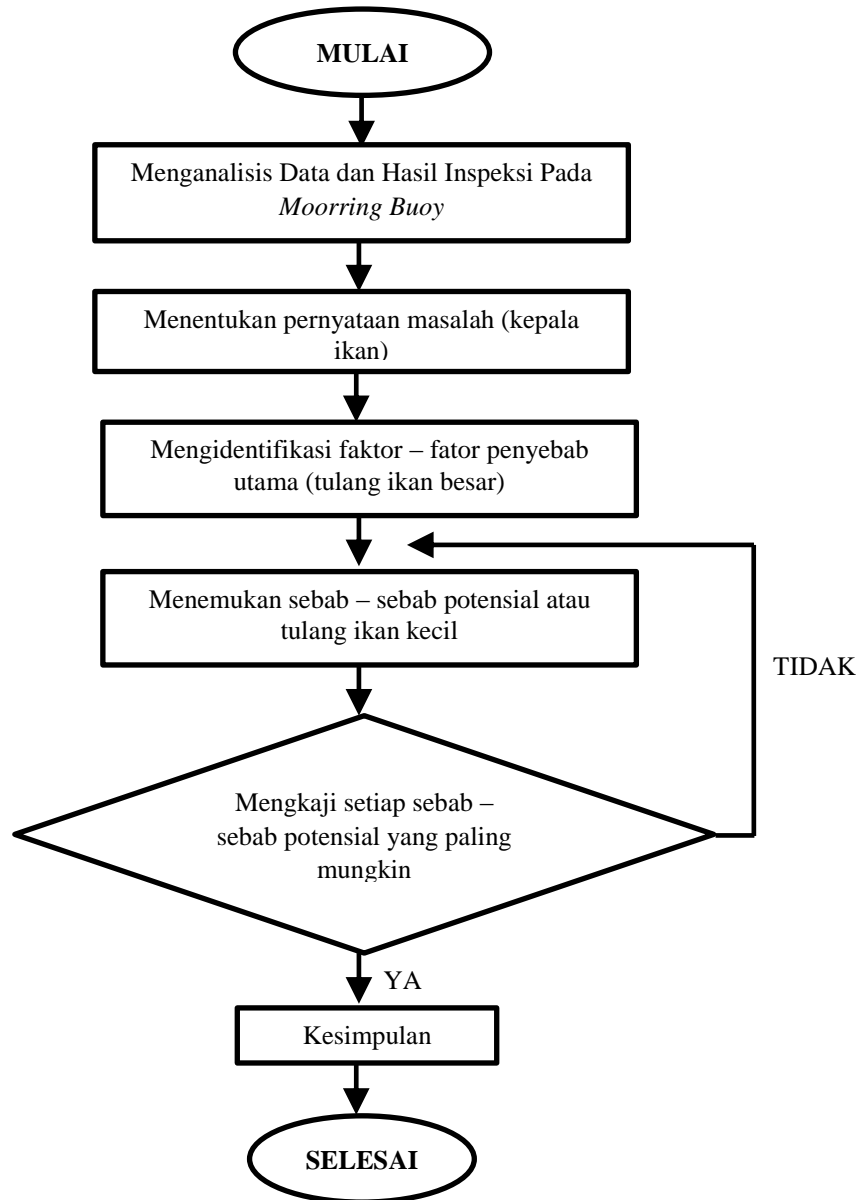 MULAI
Menganalisis Data dan Hasil Inspeksi Pada
Moorring Buoy
Menentukan pernyataan masalah (kepala
ikan)
Mengidentifikasi faktor – fator penyebab
utama (tulang ikan besar)
Menemukan sebab – sebab potensial atau
tulang ikan kecil
TIDAK
Mengkaji setiap sebab –
sebab potensial yang paling
mungkin
YA
Kesimpulan
SELESAI